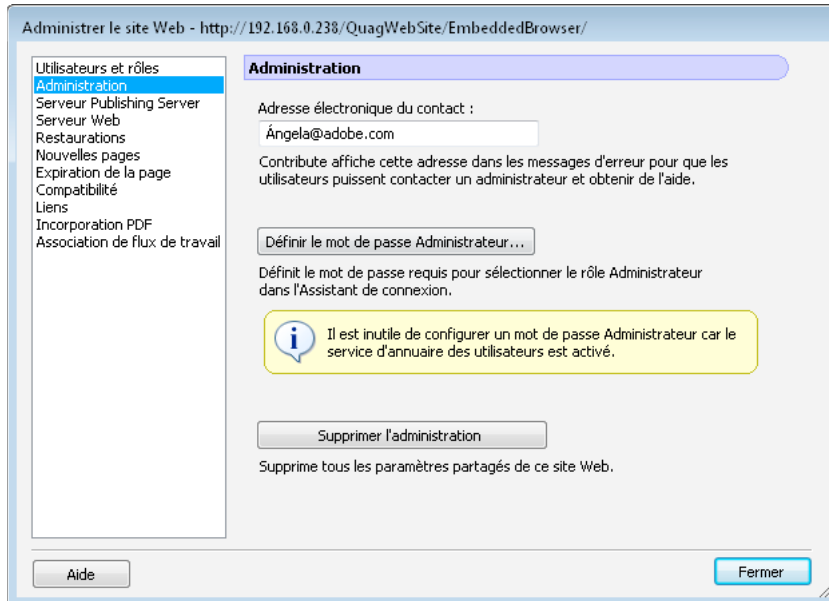 Administrer le site Web - http://192.168.0.238/QuagWebSite/EmbeddedBrowser/
Utilisateurs et rôles
Administration
Serveur Publishing Server
Serveur Web
Restaurations
Nouvelles pages
Expiration de la page
Compatibilité
Liens
Incorporation PDF
Association de flux de travail
Administration
Adresse électronique du contact :
Ángela@adobe.com
Contribute affiche cette adresse dans les messages d'erreur pour que les
utilisateurs puissent contacter un administrateur et obtenir de l'aide.
Définir le mot de passe Administrateur...
Définit le mot de passe requis pour sélectionner le rôle Administrateur
dans l'Assistant de connexion.
Il est inutile de configurer un mot de passe Administrateur car le
service d'annuaire des utilisateurs est activé.
Supprimer l'administration
Supprime tous les paramètres partagés de ce site Web.
Aide
Fermer